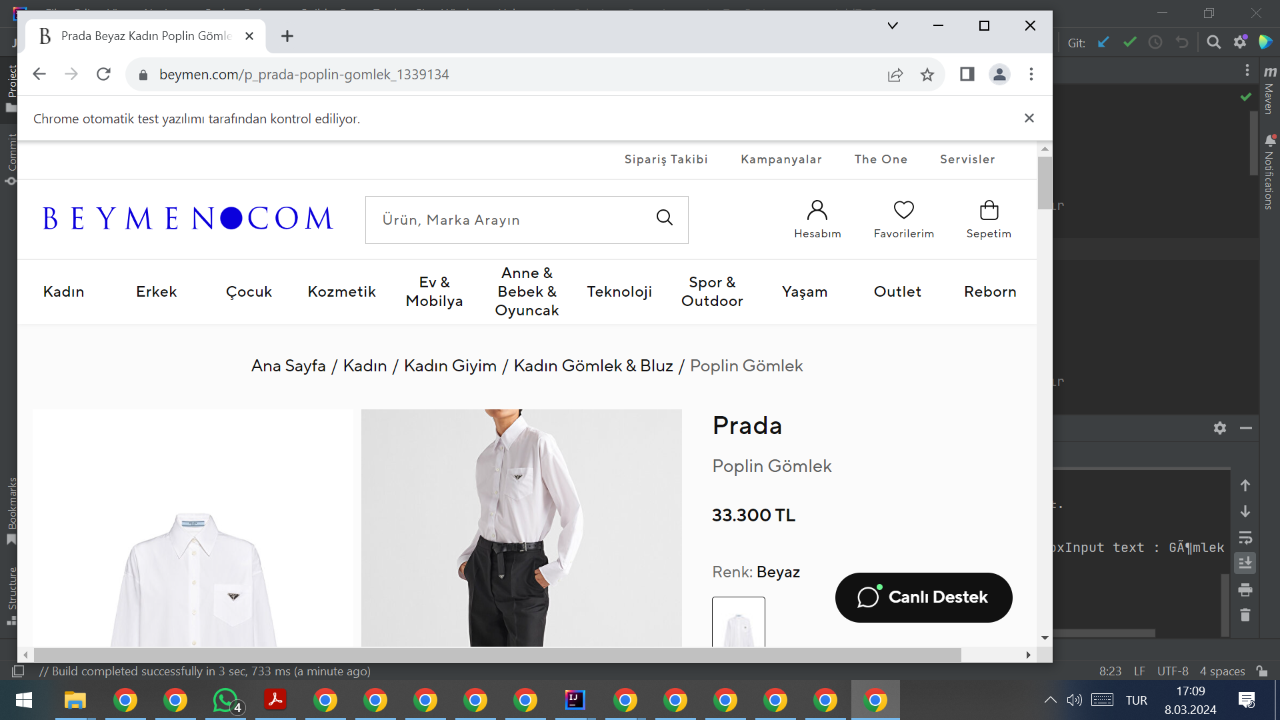 Prada Beyaz Kadın Poplin Gömle
beymen.com/p_prada-poplin-gomlek_1339134
Chrome otomatik test yazılımı tarafından kontrol ediliyor.
Sipariş Takibi Kampanyalar The One Servisler
BEYMEN COM
Ürün, Marka Arayın
Hesabım Favorilerim Sepetim
Kadın Erkek Çocuk Kozmetik Ev & Mobilya Anne & Bebek & Oyuncak Teknoloji Spor & Outdoor Yaşam Outlet Reborn
Ana Sayfa / Kadın / Kadın Giyim / Kadın Gömlek & Bluz / Poplin Gömlek
Prada
Poplin Gömlek
33.300 TL
Renk: Beyaz
Canlı Destek
Git:
Project
Commit
Bookmarks
Structure
Maven
Notifications
oxInput text : GÃ¶mlek
// Build completed successfully in 3 sec, 733 ms (a minute ago)
8:23 LF UTF-8 4 spaces
4
TUR
17:09
8.03.2024